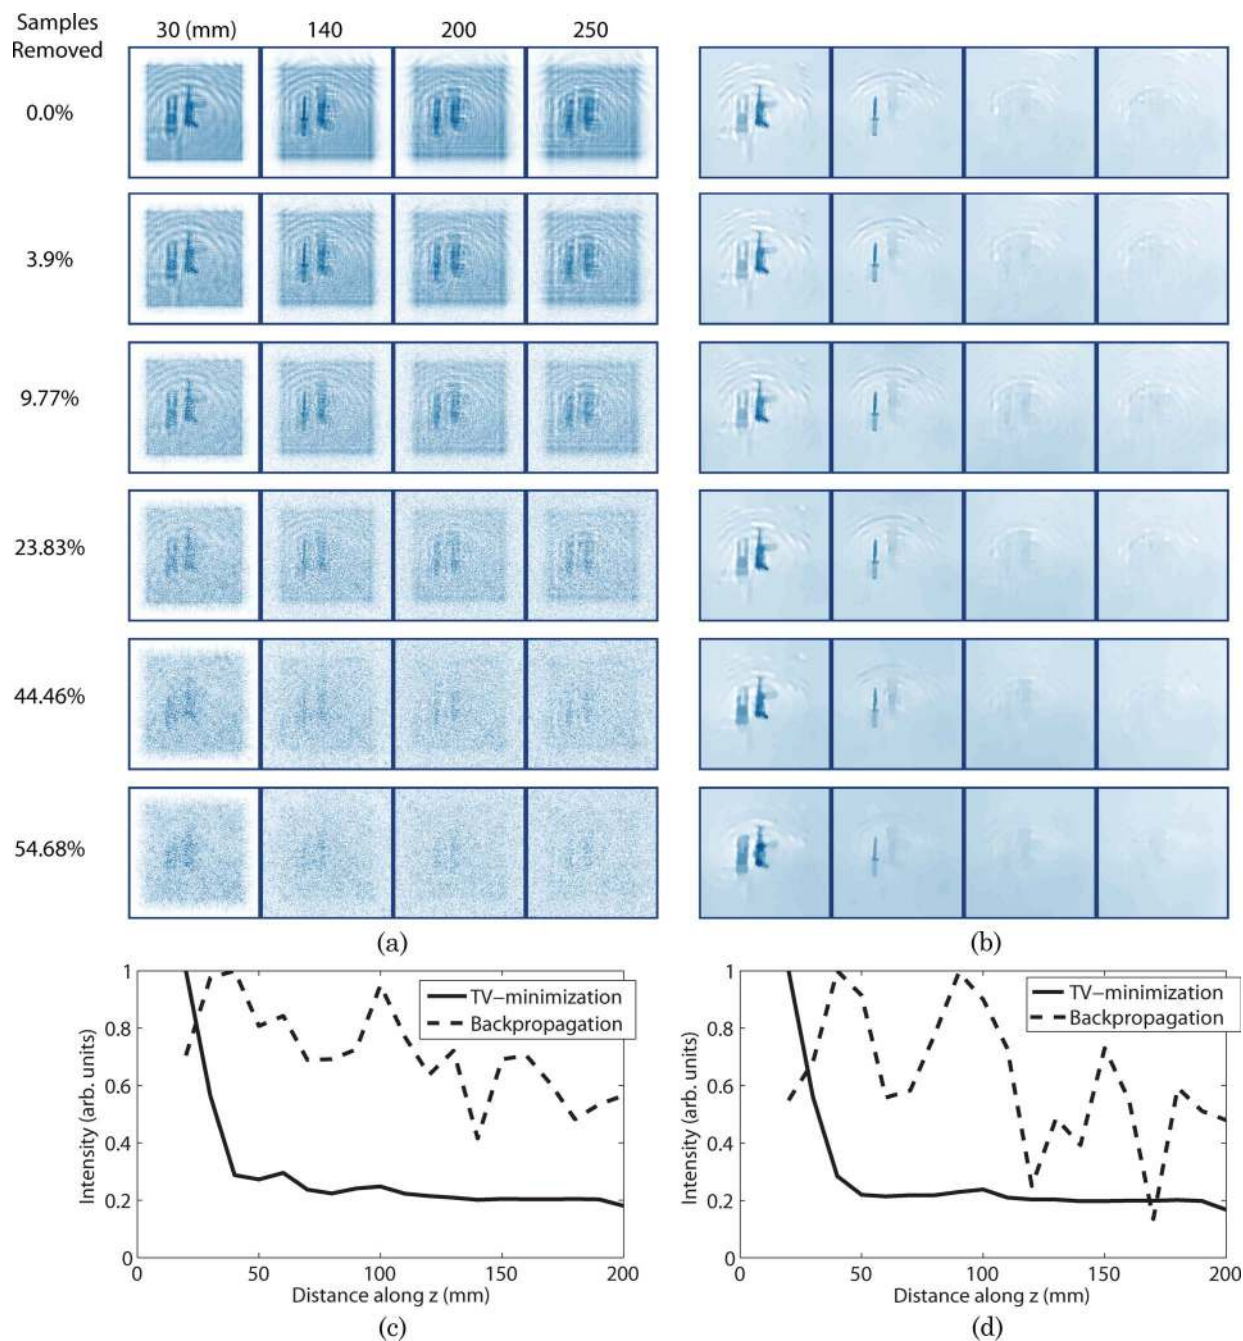 Samples
Removed
30 (mm) 140 200 250
0.0%
3.9%
9.77%
23.83%
44.46%
54.68%
(a) (b)
1
0.8
0.6
0.4
0.2
0
Intensity (arb. units)
TV–minimization
Backpropagation
0 50 100 150 200
Distance along z (mm)
(c)
1
0.8
0.6
0.4
0.2
0
Intensity (arb. units)
TV–minimization
Backpropagation
0 50 100 150 200
Distance along z (mm)
(d)